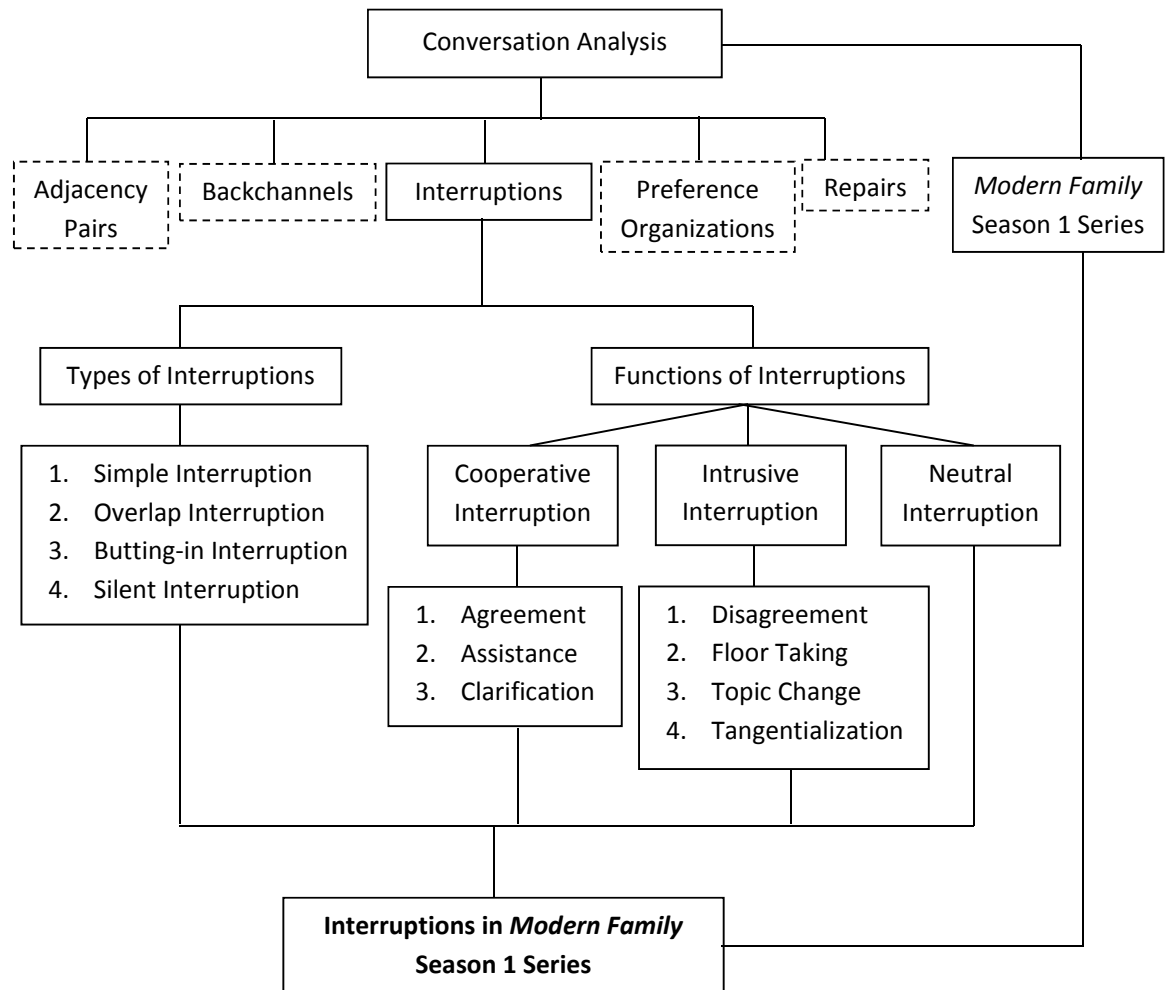 Conversation Analysis
Adjacency
Pairs
Backchannels
Interruptions
Preference
Organizations
Repairs
Modern Family
Season 1 Series
Types of Interruptions
Functions of Interruptions
1. Simple Interruption
2. Overlap Interruption
3. Butting-in Interruption
4. Silent Interruption
Cooperative
Interruption
Intrusive
Interruption
Neutral
Interruption
1. Agreement
2. Assistance
3. Clarification
1. Disagreement
2. Floor Taking
3. Topic Change
4. Tangentialization
Interruptions in Modern Family
Season 1 Series